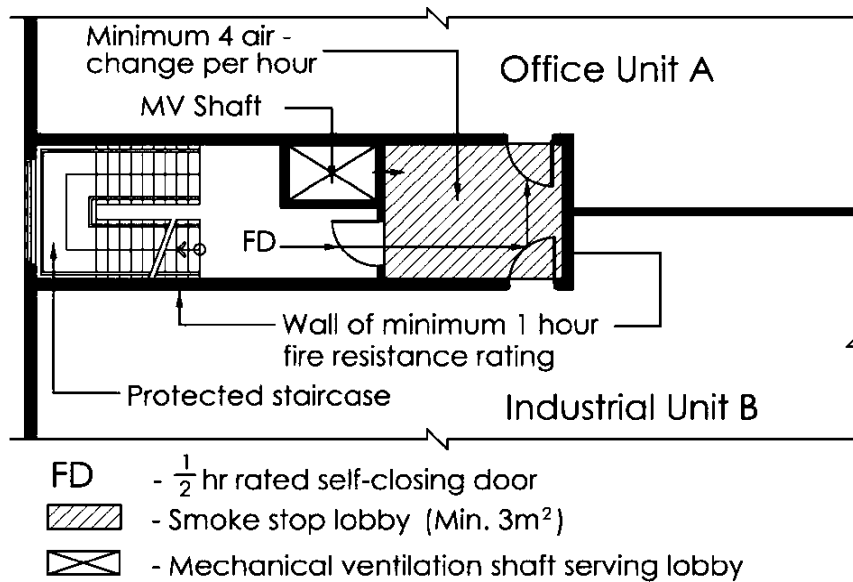 Minimum 4 air -
change per hour
Office Unit A
MV Shaft
FD
Wall of minimum 1 hour
fire resistance rating
Protected staircase
Industrial Unit B
FD - 1/2 hr rated self-closing door
- Smoke stop lobby (Min. 3m²)
- Mechanical ventilation shaft serving lobby